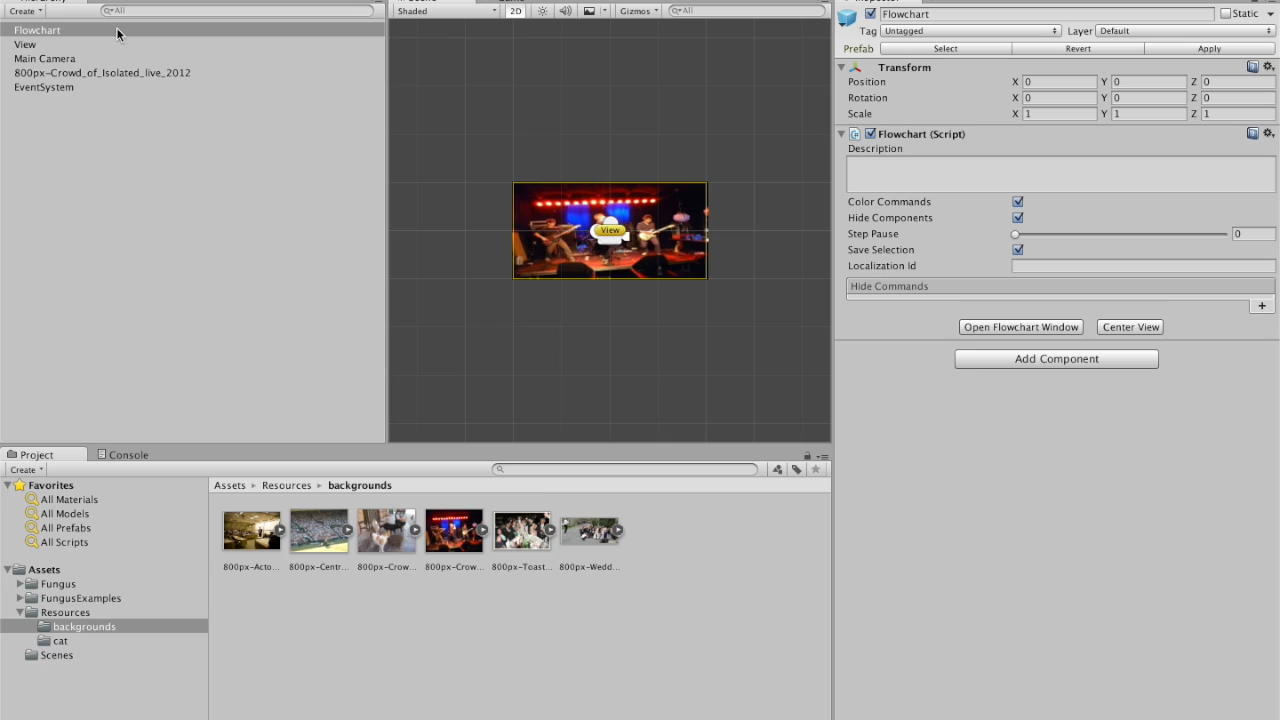 Create
All
Flowchart
View
Main Camera
800px-Crowd_of_Isolated_live_2012
EventSystem
Shaded
2D
Gizmos
All
View
Flowchart
Static
Tag
Untagged
Layer
Default
Prefab
Select
Revert
Apply
Transform
Position
X 0
Y 0
Z 0
Rotation
X 0
Y 0
Z 0
Scale
X 1
Y 1
Z 1
Flowchart (Script)
Description
Color Commands
Hide Components
Step Pause
0
Save Selection
Localization Id
Hide Commands
+
Open Flowchart Window
Center View
Add Component
Project
Console
Create
Favorites
All Materials
All Models
All Prefabs
All Scripts
Assets
Fungus
FungusExamples
Resources
backgrounds
cat
Scenes
Assets
Resources
backgrounds
800px-Acto...
800px-Centr...
800px-Crow...
800px-Crow...
800px-Toast...
800px-Wedd...